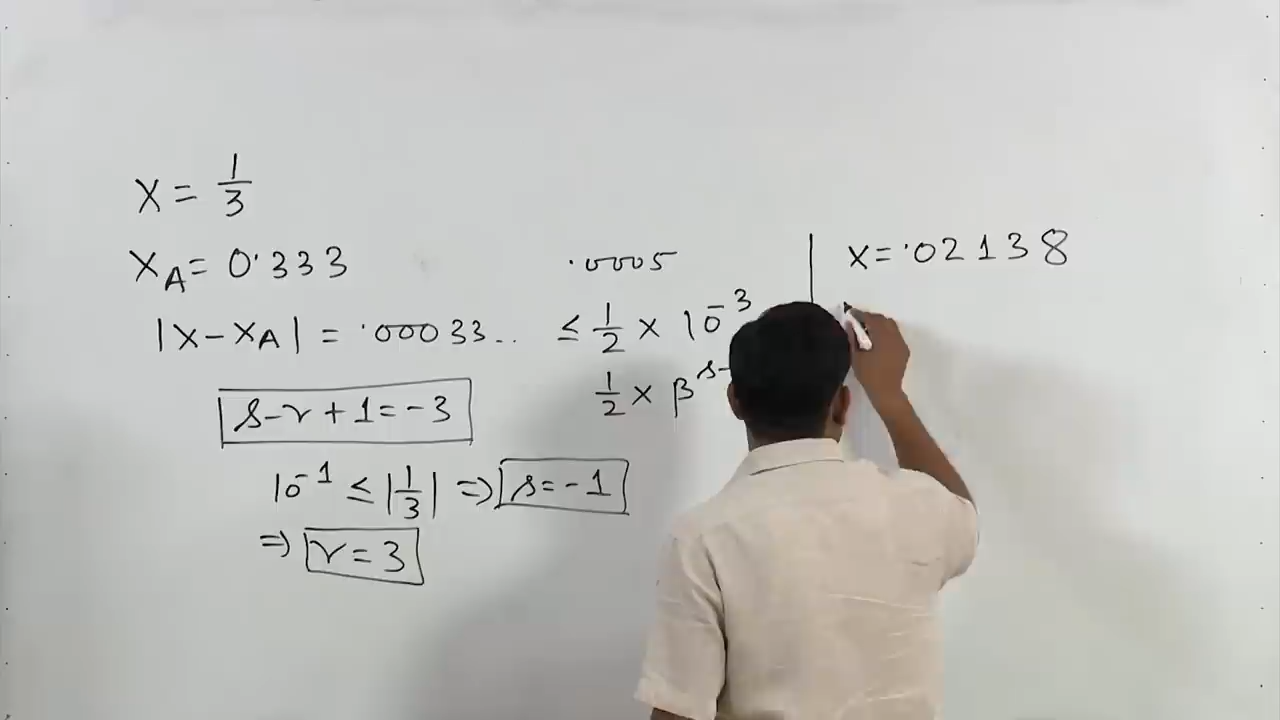 x = 1/3
x_A = 0.333
|x - x_A| = .00033.. ≤ 1/2 × 10^-3
.0005
1/2 × β^s-
s - r + 1 = -3
10^-1 ≤ |1/3| ⇒ s = -1
⇒ r = 3
x = .02138